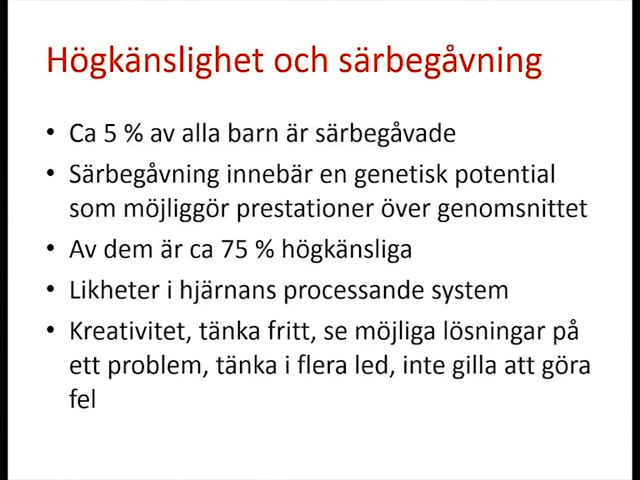 Högkänslighet och särbegåvning
• Ca 5 % av alla barn är särbegåvade
• Särbegåvning innebär en genetisk potential
som möjliggör prestationer över genomsnittet
• Av dem är ca 75 % högkänsliga
• Likheter i hjärnans processande system
• Kreativitet, tänka fritt, se möjliga lösningar på
ett problem, tänka i flera led, inte gilla att göra
fel